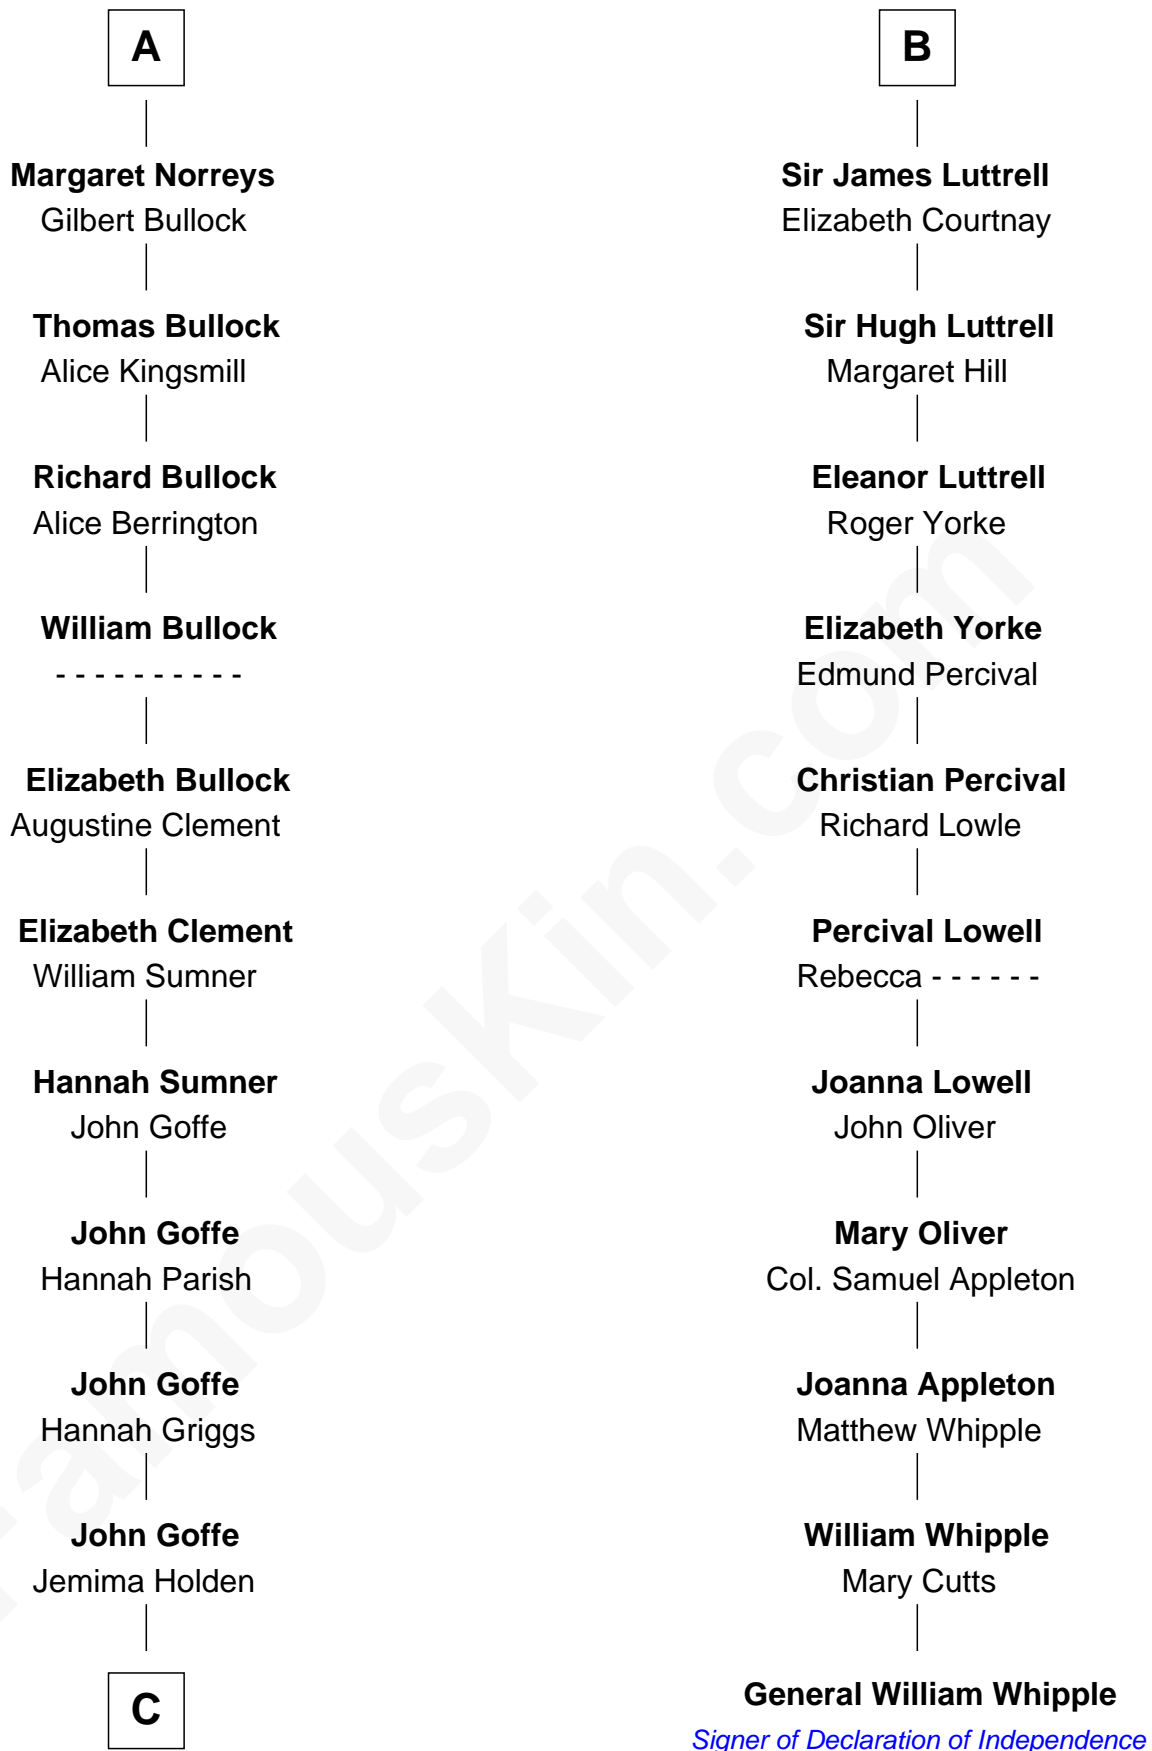 A
Margaret Norreys
Gilbert Bullock
Thomas Bullock
Alice Kingsmill
Richard Bullock
Alice Berrington
William Bullock
- - - - - - - - - -
Elizabeth Bullock
Augustine Clement
Elizabeth Clement
William Sumner
Hannah Sumner
John Goffe
John Goffe
Hannah Parish
John Goffe
Hannah Griggs
John Goffe
Jemima Holden
C
B
Sir James Luttrell
Elizabeth Courtnay
Sir Hugh Luttrell
Margaret Hill
Eleanor Luttrell
Roger Yorke
Elizabeth Yorke
Edmund Percival
Christian Percival
Richard Lowle
Percival Lowell
Rebecca - - - - - -
Joanna Lowell
John Oliver
Mary Oliver
Col. Samuel Appleton
Joanna Appleton
Matthew Whipple
William Whipple
Mary Cutts
General William Whipple
Signer of Declaration of Independence
FamousKin.com